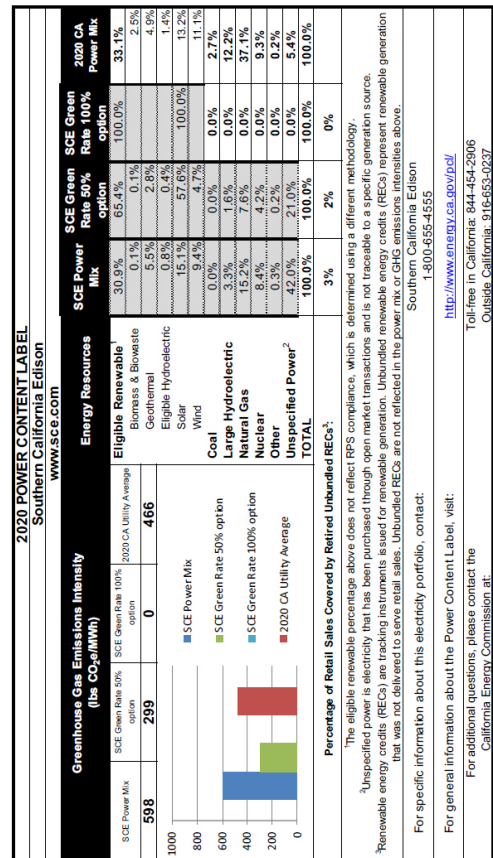 2020 POWER CONTENT LABEL
Southern California Edison
www.sce.com
Greenhouse Gas Emissions Intensity
(lbs CO₂e/MWh)
SCE Power Mix
SCE Green Rate 50% option
SCE Green Rate 100% option
2020 CA Utility Average
598 299 0 466
1000
800
600
400
200
0
SCE Power Mix
SCE Green Rate 50% option
SCE Green Rate 100% option
2020 CA Utility Average
Energy Resources SCE Power Mix SCE Green Rate 50% option SCE Green Rate 100% option 2020 CA Power Mix
Eligible Renewable¹ 30.9% 65.4% 100.0% 33.1%
Biomass & Biowaste 0.1% 0.1% 2.5%
Geothermal 5.5% 2.8% 4.9%
Eligible Hydroelectric 0.8% 0.4% 1.4%
Solar 15.1% 57.6% 100.0% 13.2%
Wind 9.4% 4.7% 11.1%
Coal 0.0% 0.0% 0.0% 2.7%
Large Hydroelectric 3.3% 1.6% 0.0% 12.2%
Natural Gas 15.2% 7.6% 0.0% 37.1%
Nuclear 8.4% 4.2% 0.0% 9.3%
Other 0.3% 0.2% 0.0% 0.2%
Unspecified Power² 42.0% 21.0% 0.0% 5.4%
TOTAL 100.0% 100.0% 100.0% 100.0%
Percentage of Retail Sales Covered by Retired Unbundled RECs³: 3% 2% 0%
¹The eligible renewable percentage above does not reflect RPS compliance, which is determined using a different methodology.
²Unspecified power is electricity that has been purchased through open market transactions and is not traceable to a specific generation source.
³Renewable energy credits (RECs) are tracking instruments issued for renewable generation. Unbundled renewable energy credits (RECs) represent renewable generation
that was not delivered to serve retail sales. Unbundled RECs are not reflected in the power mix or GHG emissions intensities above.
For specific information about this electricity portfolio, contact:
Southern California Edison
1-800-655-4555
For general information about the Power Content Label, visit:
http://www.energy.ca.gov/pcl/
For additional questions, please contact the
California Energy Commission at:
Toll-free in California: 844-454-2906
Outside California: 916-653-0237